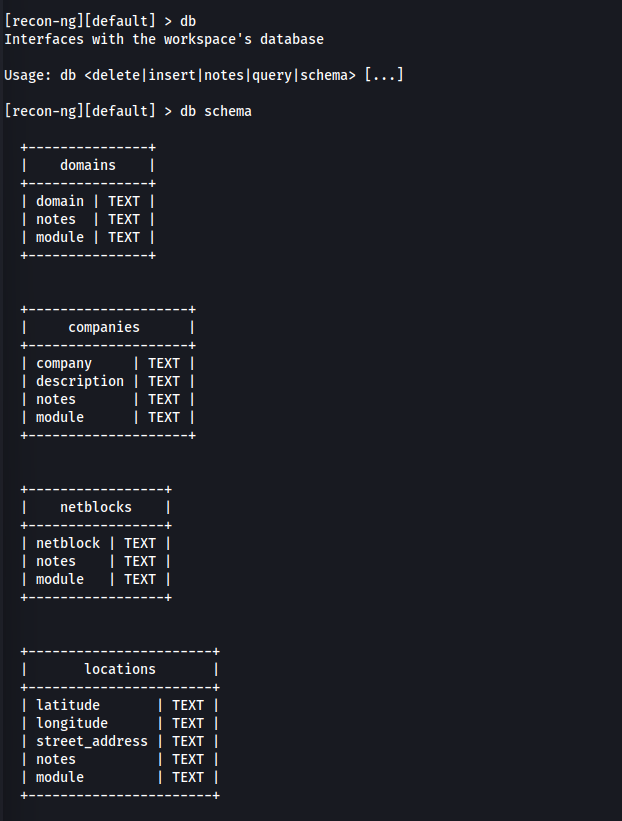 [recon-ng][default] > db
Interfaces with the workspace's database
Usage: db <delete|insert|notes|query|schema> [...]
[recon-ng][default] > db schema
+---------------+
|    domains    |
+---------------+
| domain | TEXT |
| notes  | TEXT |
| module | TEXT |
+---------------+
+--------------------+
|     companies      |
+--------------------+
| company     | TEXT |
| description | TEXT |
| notes       | TEXT |
| module      | TEXT |
+--------------------+
+-----------------+
|    netblocks    |
+-----------------+
| netblock | TEXT |
| notes    | TEXT |
| module   | TEXT |
+-----------------+
+-----------------------+
|       locations       |
+-----------------------+
| latitude       | TEXT |
| longitude      | TEXT |
| street_address | TEXT |
| notes          | TEXT |
| module         | TEXT |
+-----------------------+